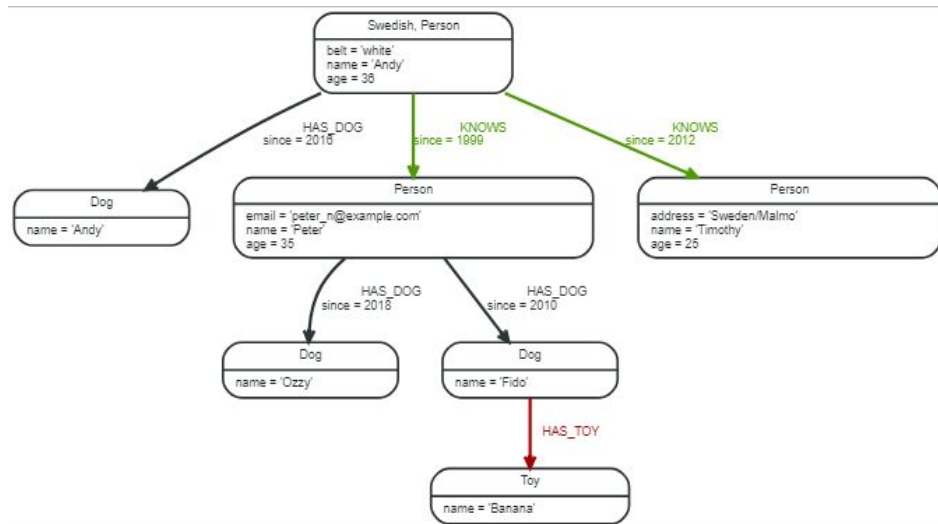 Swedish, Person
belt = 'white'
name = 'Andy'
age = 36
HAS_DOG
since = 2016
KNOWS
since = 1999
KNOWS
since = 2012
Dog
name = 'Andy'
Person
email = 'peter_n@example.com'
name = 'Peter'
age = 35
Person
address = 'Sweden/Malmo'
name = 'Timothy'
age = 25
HAS_DOG
since = 2018
HAS_DOG
since = 2010
Dog
name = 'Ozzy'
Dog
name = 'Fido'
HAS_TOY
Toy
name = 'Banana'